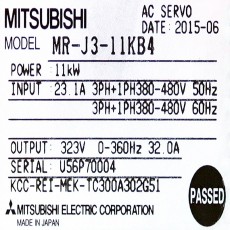 MITSUBISHI AC SERVO
DATE: 2015-06
MODEL MR-J3-11KB4
POWER : 11kW
INPUT : 23.1A 3PH+1PH380-480V 50Hz
3PH+1PH380-480V 60Hz
OUTPUT: 323V 0-360Hz 32.0A
SERIAL: U56P70004
KCC-REI-MEK-TC300A302G51
MITSUBISHI ELECTRIC CORPORATION
MADE IN JAPAN
PASSED